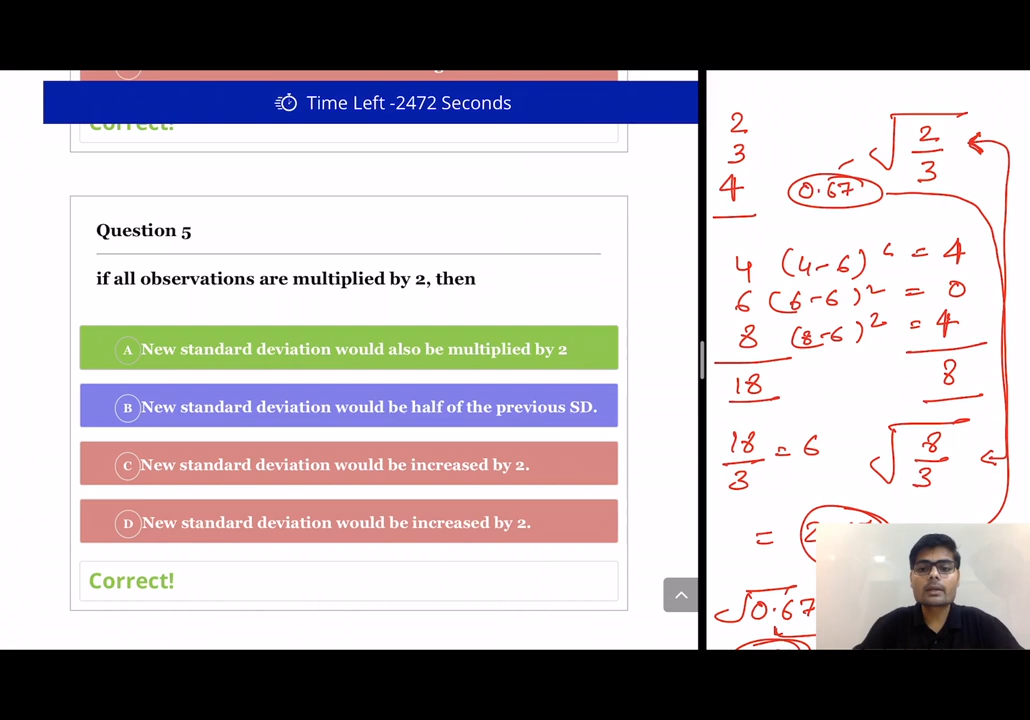 Time Left -2472 Seconds
Correct!
Question 5
if all observations are multiplied by 2, then
A New standard deviation would also be multiplied by 2
B New standard deviation would be half of the previous SD.
C New standard deviation would be increased by 2.
D New standard deviation would be increased by 2.
Correct!
2
3
4
√2/3
0.67
4 (4-6)² = 4
6 (6-6)² = 0
8 (8-6)² = 4
18
8
18/3 = 6
√8/3
=
√0.67